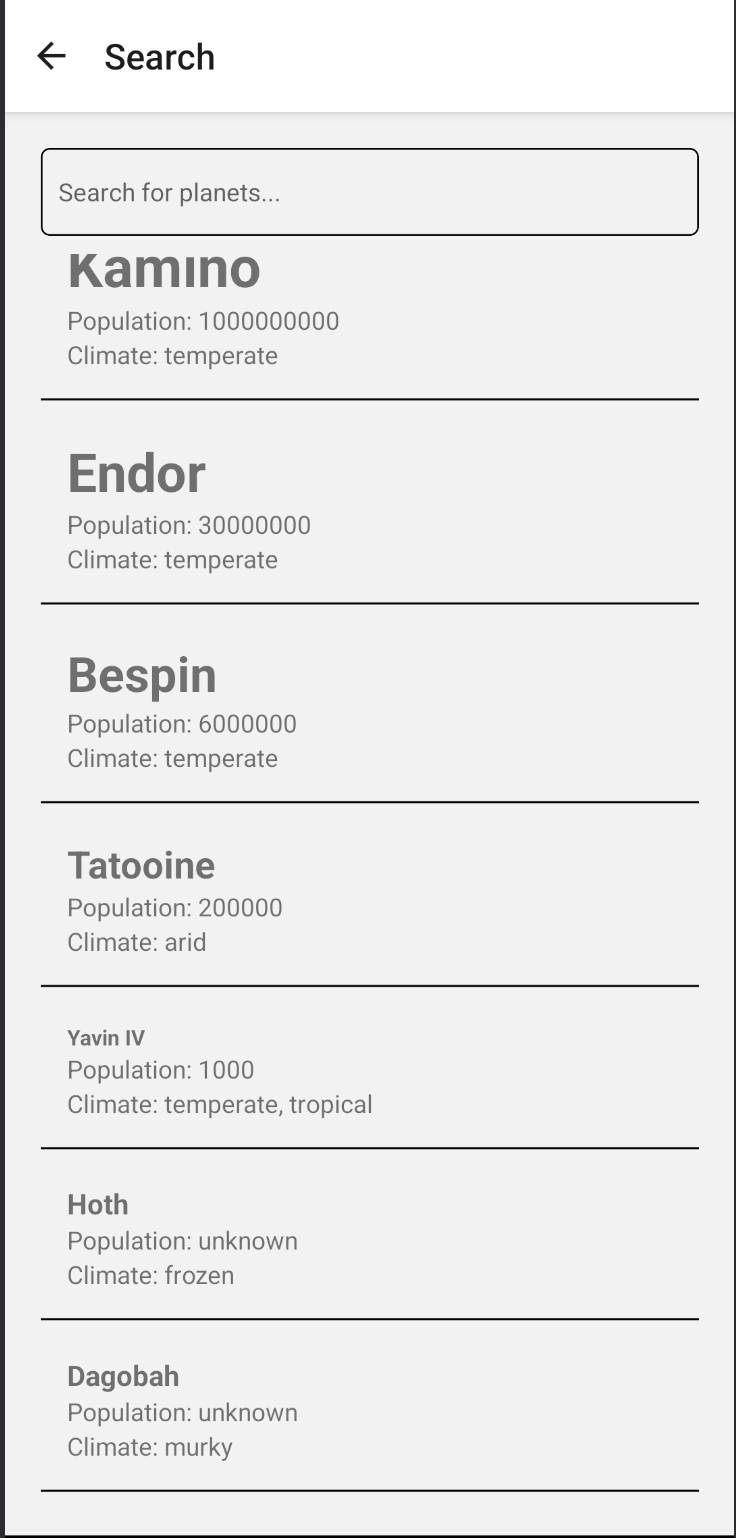 Search
Search for planets...
Kamino
Population: 1000000000
Climate: temperate
Endor
Population: 30000000
Climate: temperate
Bespin
Population: 6000000
Climate: temperate
Tatooine
Population: 200000
Climate: arid
Yavin IV
Population: 1000
Climate: temperate, tropical
Hoth
Population: unknown
Climate: frozen
Dagobah
Population: unknown
Climate: murky